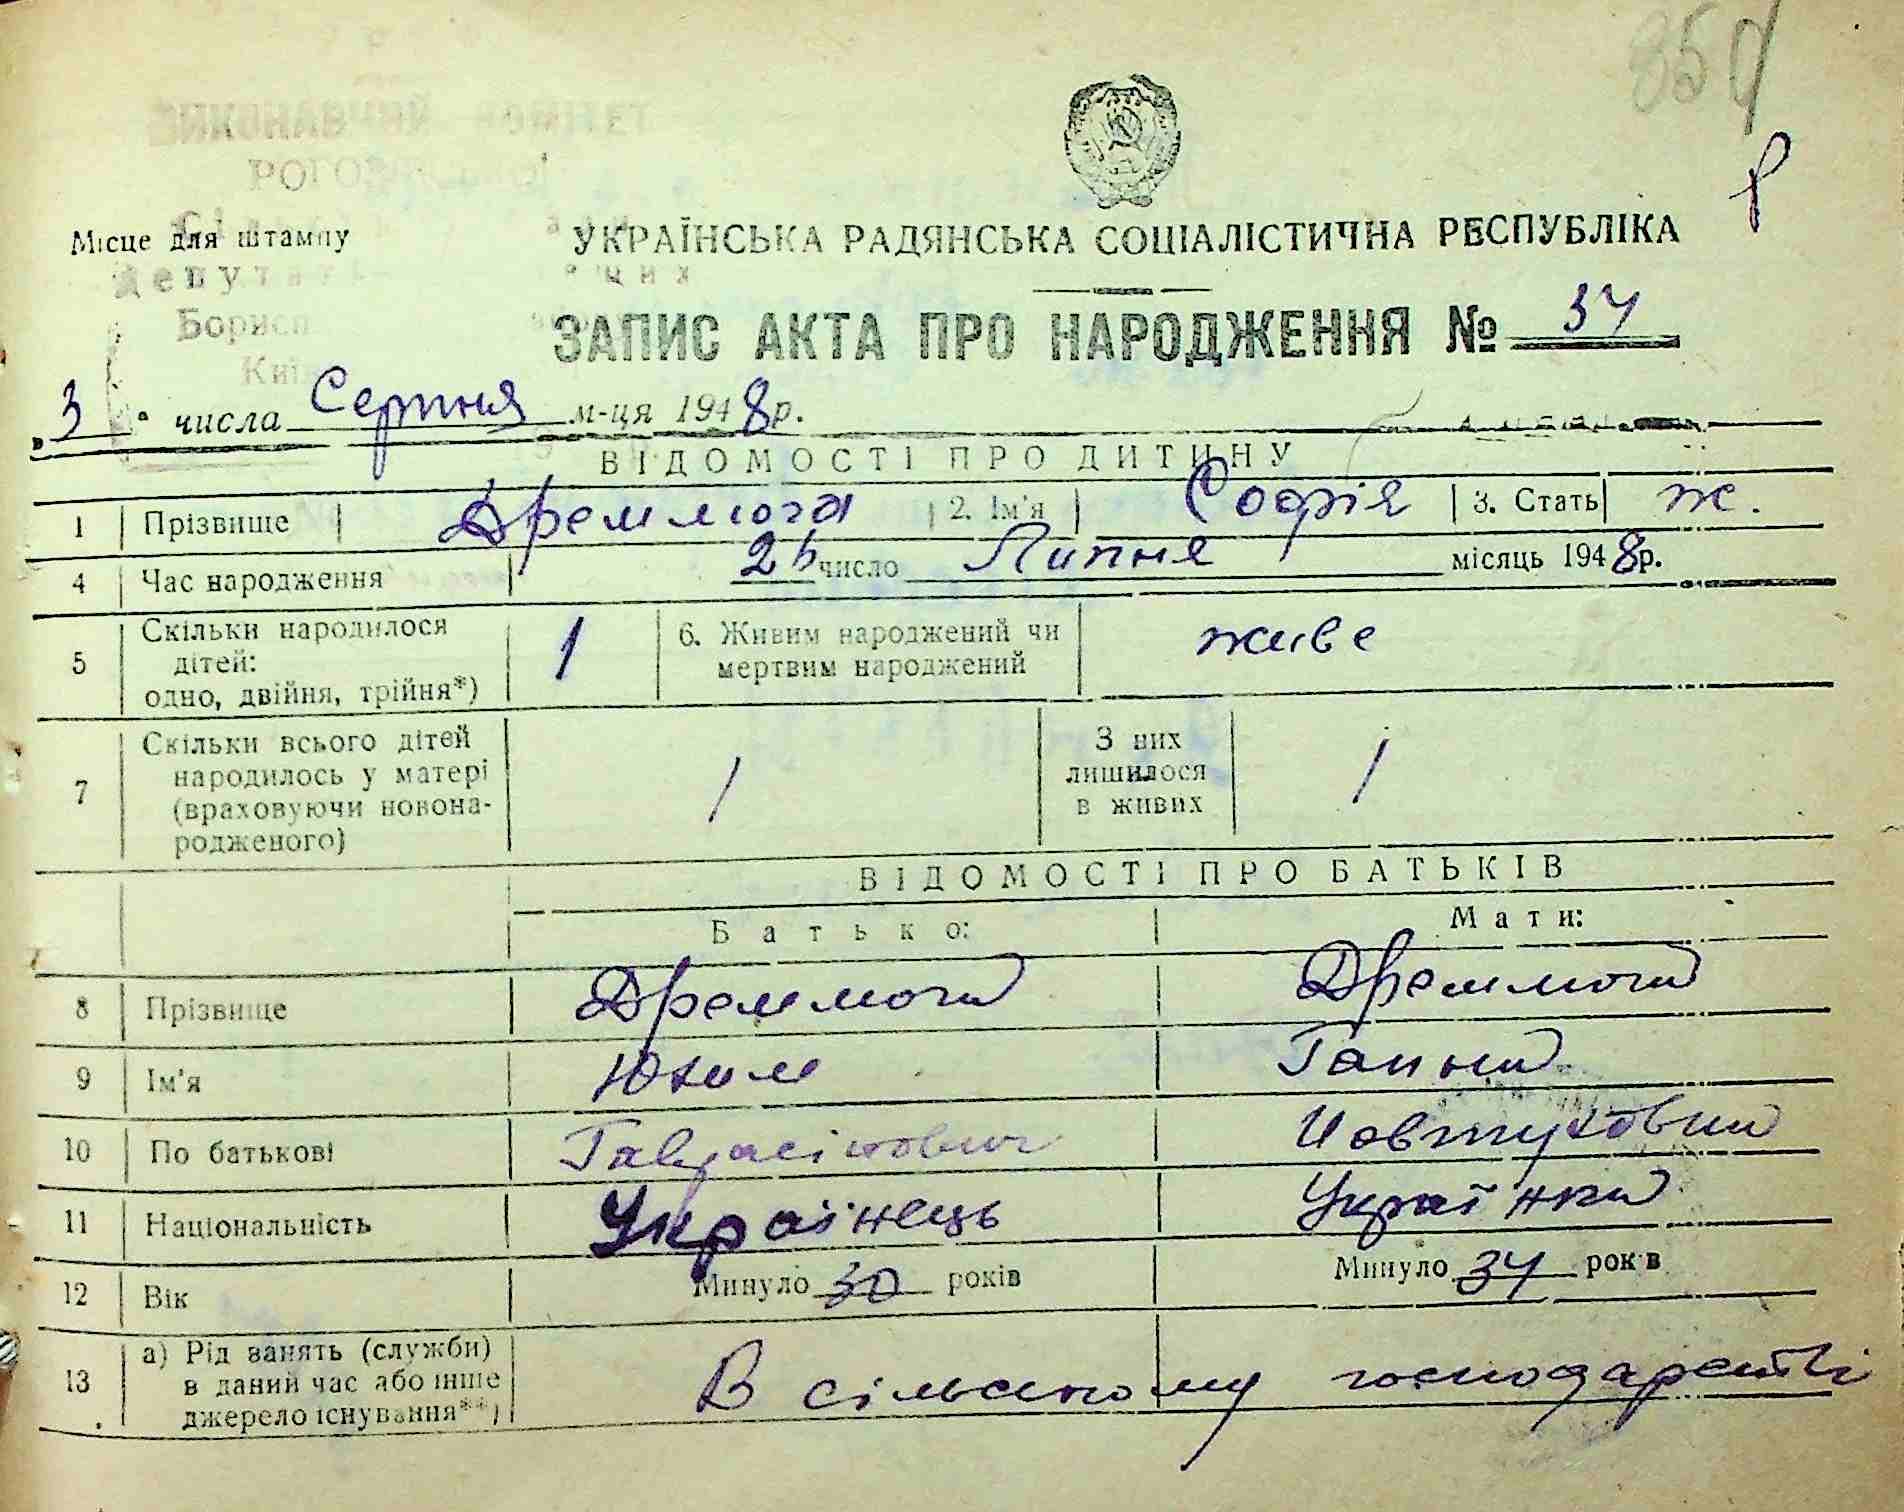 850
ВИКОНАВЧИЙ КОМІТЕТ
Місце для штампу
УКРАЇНСЬКА РАДЯНСЬКА СОЦІАЛІСТИЧНА РЕСПУБЛІКА
ЗАПИС АКТА ПРО НАРОДЖЕННЯ № 34
3 числа Серпня м-ця 1948 р.
ВІДОМОСТІ ПРО ДИТИНУ
1 Прізвище Дремлюга 2. Ім'я Софія 3. Стать ж.
4 Час народження 26 число Липня місяць 1948 р.
5 Скільки народилося дітей: одно, двійня, трійня*) 1 6. Живим народжений чи мертвим народжений живе
7 Скільки всього дітей народилось у матері (враховуючи новонародженого) 1 З них лишилося в живих 1
ВІДОМОСТІ ПРО БАТЬКІВ
Батько: Мати:
8 Прізвище Дремлюга Дремлюга
9 Ім'я Юхим Ганна
10 По батькові Явтуховна
11 Національність Українець Українка
12 Вік Минуло 30 років Минуло 34 років
13 а) Рід занять (служби) в даний час або інше джерело існування**) В сільському господарстві